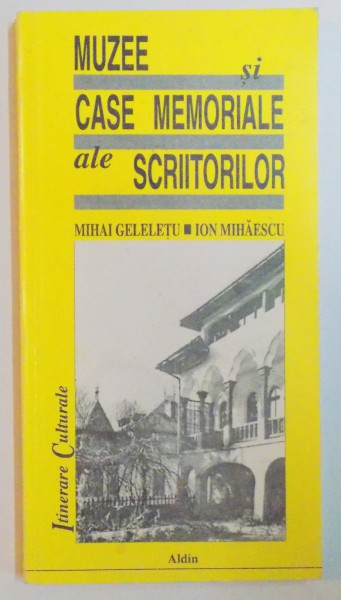 MUZEE
și
CASE MEMORIALE
ale SCRIITORILOR
MIHAI GELELEȚU ■ ION MIHĂESCU
Itinerare Culturale
Aldin